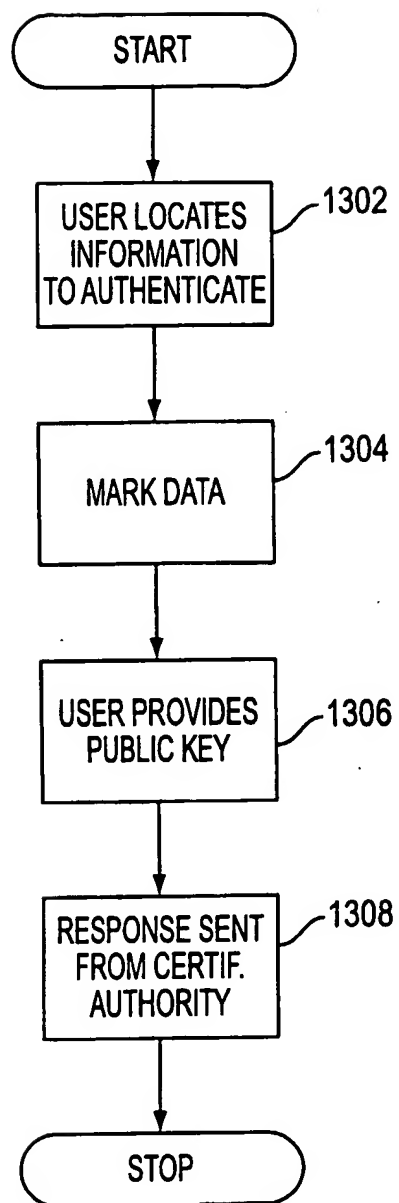 START
USER LOCATES
INFORMATION
TO AUTHENTICATE
1302
MARK DATA
1304
USER PROVIDES
PUBLIC KEY
1306
RESPONSE SENT
FROM CERTIF.
AUTHORITY
1308
STOP